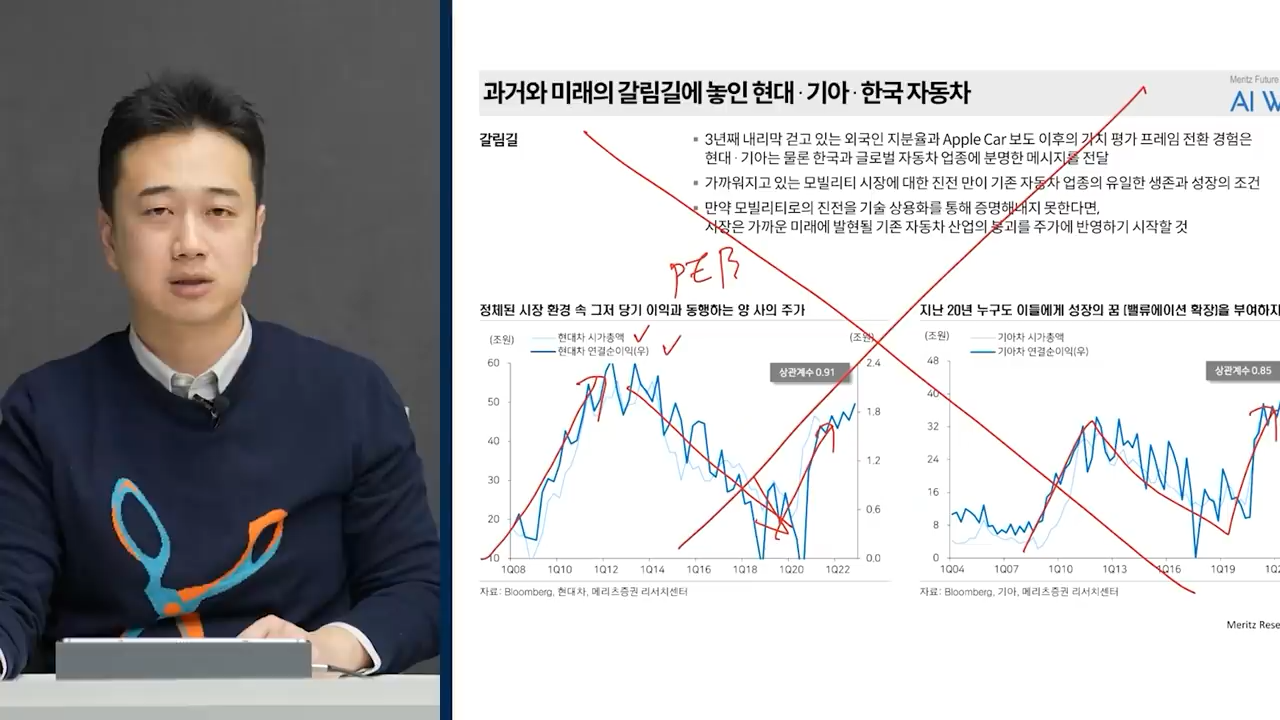 과거와 미래의 갈림길에 놓인 현대·기아·한국 자동차
Meritz Future
AI W
갈림길
▪ 3년째 내리막 걷고 있는 외국인 지분율과 Apple Car 보도 이후의 가치 평가 프레임 전환 경험은
현대·기아는 물론 한국과 글로벌 자동차 업종에 분명한 메시지를 전달
▪ 가까워지고 있는 모빌리티 시장에 대한 진전 만이 기존 자동차 업종의 유일한 생존과 성장의 조건
▪ 만약 모빌리티로의 진전을 기술 상용화를 통해 증명해내지 못한다면,
시장은 가까운 미래에 발현될 기존 자동차 산업의 붕괴를 주가에 반영하기 시작할 것
정체된 시장 환경 속 그저 당기 이익과 동행하는 양 사의 주가
(조원)
현대차 시가총액
현대차 연결순이익(우)
(조원)
상관계수 0.91
60
50
40
30
20
10
2.4
1.8
1.2
0.6
0.0
1Q08 1Q10 1Q12 1Q14 1Q16 1Q18 1Q20 1Q22
자료: Bloomberg, 현대차, 메리츠증권 리서치센터
지난 20년 누구도 이들에게 성장의 꿈 (밸류에이션 확장)을 부여하지
(조원)
기아차 시가총액
기아차 연결순이익(우)
상관계수 0.85
48
40
32
24
16
8
0
1Q04 1Q07 1Q10 1Q13 1Q16 1Q19 1Q2
자료: Bloomberg, 기아, 메리츠증권 리서치센터
Meritz Rese